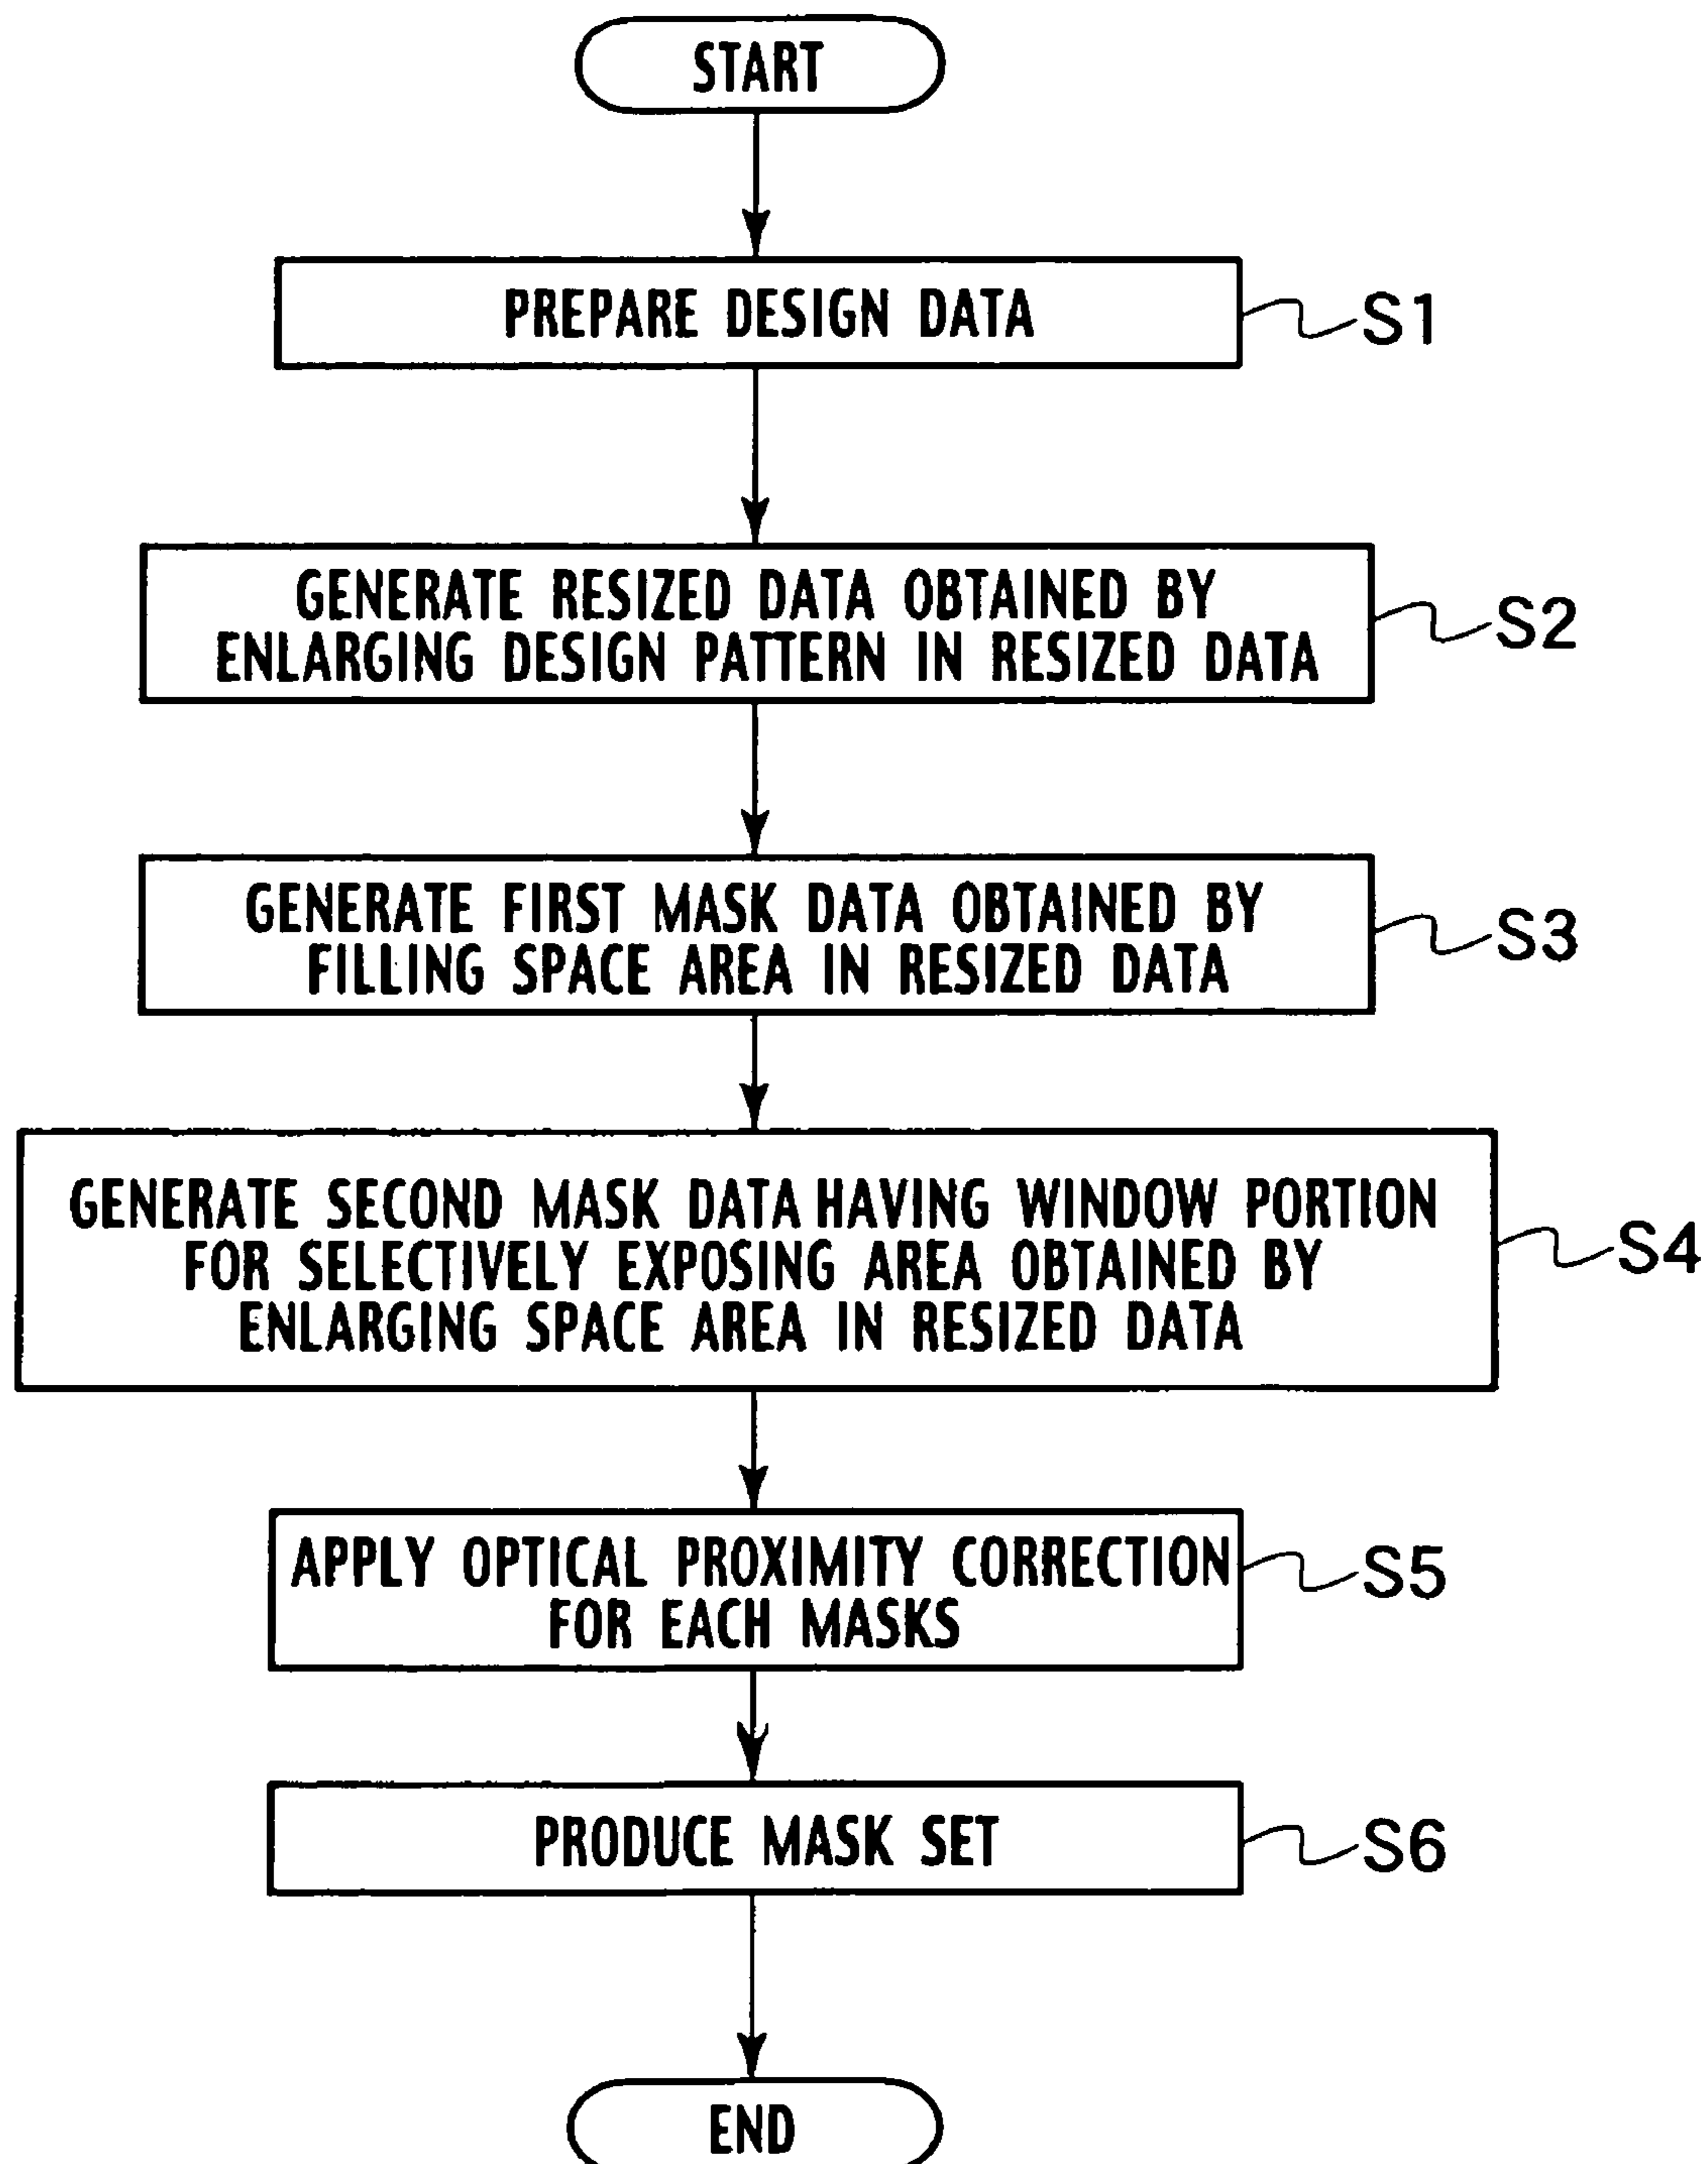 START
PREPARE DESIGN DATA
S1
GENERATE RESIZED DATA OBTAINED BY
ENLARGING DESIGN PATTERN IN RESIZED DATA
S2
GENERATE FIRST MASK DATA OBTAINED BY
FILLING SPACE AREA IN RESIZED DATA
S3
GENERATE SECOND MASK DATA HAVING WINDOW PORTION
FOR SELECTIVELY EXPOSING AREA OBTAINED BY
ENLARGING SPACE AREA IN RESIZED DATA
S4
APPLY OPTICAL PROXIMITY CORRECTION
FOR EACH MASKS
S5
PRODUCE MASK SET
S6
END